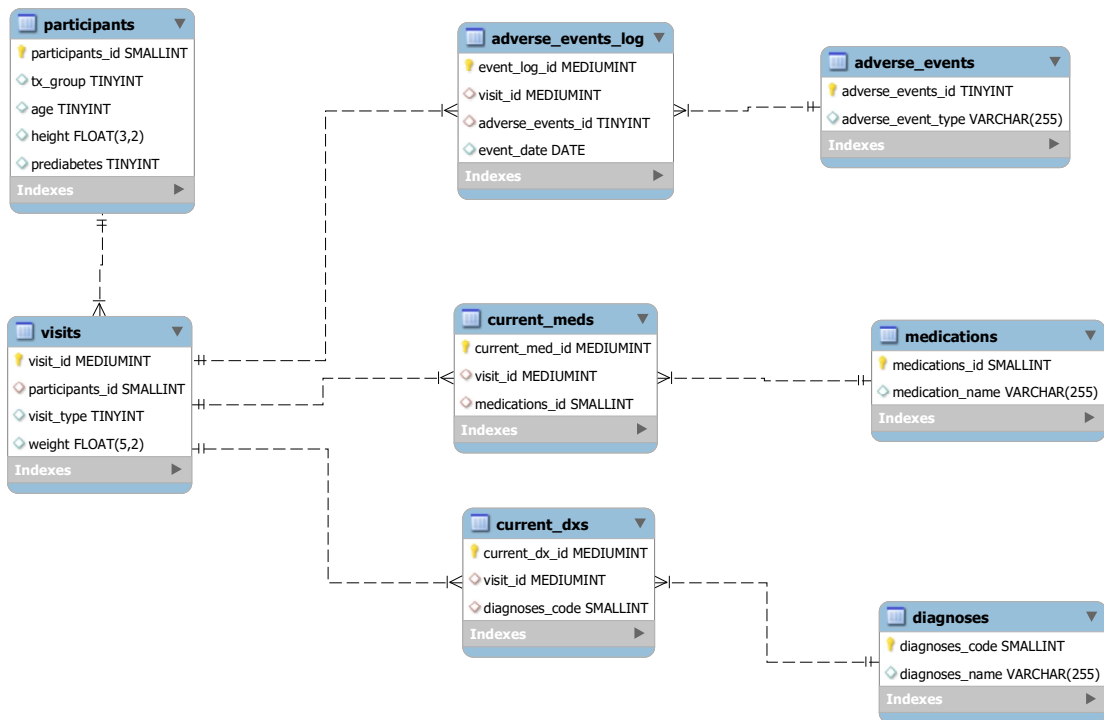 participants
participants_id SMALLINT
tx_group TINYINT
age TINYINT
height FLOAT(3,2)
prediabetes TINYINT
Indexes
adverse_events_log
event_log_id MEDIUMINT
visit_id MEDIUMINT
adverse_events_id TINYINT
event_date DATE
Indexes
adverse_events
adverse_events_id TINYINT
adverse_event_type VARCHAR(255)
Indexes
visits
visit_id MEDIUMINT
participants_id SMALLINT
visit_type TINYINT
weight FLOAT(5,2)
Indexes
current_meds
current_med_id MEDIUMINT
visit_id MEDIUMINT
medications_id SMALLINT
Indexes
medications
medications_id SMALLINT
medication_name VARCHAR(255)
Indexes
current_dxs
current_dx_id MEDIUMINT
visit_id MEDIUMINT
diagnoses_code SMALLINT
Indexes
diagnoses
diagnoses_code SMALLINT
diagnoses_name VARCHAR(255)
Indexes